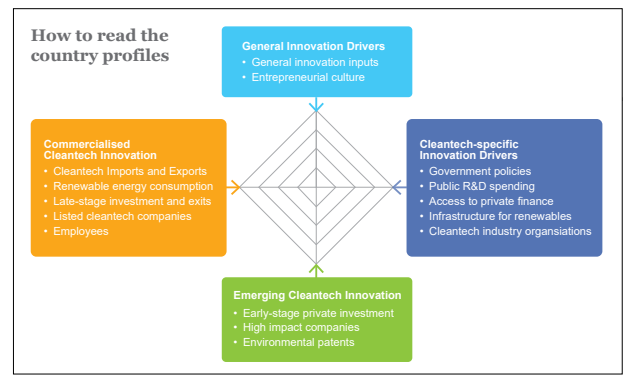 How to read the
country profiles
General Innovation Drivers
• General innovation inputs
• Entrepreneurial culture
Commercialised
Cleantech Innovation
• Cleantech Imports and Exports
• Renewable energy consumption
• Late-stage investment and exits
• Listed cleantech companies
• Employees
Cleantech-specific
Innovation Drivers
• Government policies
• Public R&D spending
• Access to private finance
• Infrastructure for renewables
• Cleantech industry organsiations
Emerging Cleantech Innovation
• Early-stage private investment
• High impact companies
• Environmental patents